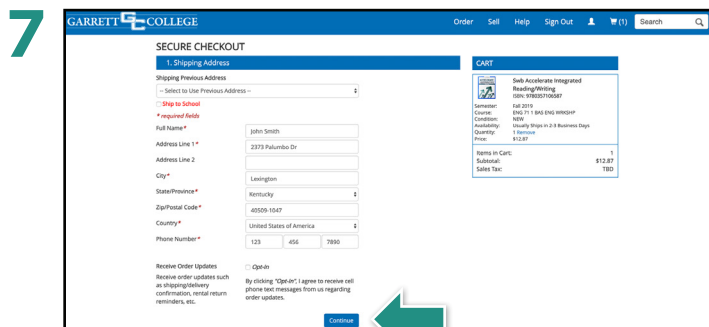 7
GARRETT GC COLLEGE
Order Sell Help Sign Out (1) Search
SECURE CHECKOUT
1. Shipping Address
Shipping Previous Address
-- Select to Use Previous Address --
Ship to School
* required fields
Full Name* John Smith
Address Line 1* 2373 Palumbo Dr
Address Line 2
City* Lexington
State/Province* Kentucky
Zip/Postal Code* 40509-1047
Country* United States of America
Phone Number* 123 456 7890
Receive Order Updates
Receive order updates such
as shipping/delivery
confirmation, rental return
reminders, etc.
Opt-In
By clicking "Opt-In", I agree to receive cell
phone text messages from us regarding
order updates.
Continue
CART
Swb Accelerate Integrated
Reading/Writing
ISBN: 9780357106587
Semester: Fall 2019
Course: ENG 71 1 BAS ENG WRKSHP
Condition: NEW
Availability: Usually Ships in 2-3 Business Days
Quantity: 1 Remove
Price: $12.87
Items in Cart: 1
Subtotal: $12.87
Sales Tax: TBD